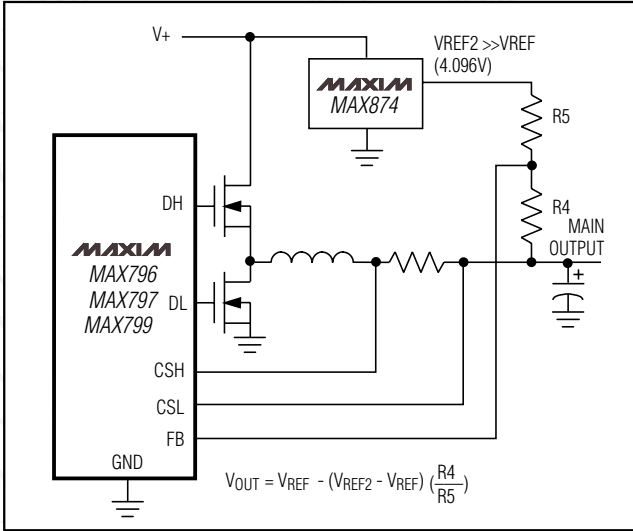 V+
VREF2 >>VREF
(4.096V)
MAXIM
MAX874
R5
R4
MAIN
OUTPUT
+
DH
MAXIM
MAX796
MAX797
MAX799
DL
CSH
CSL
FB
GND
VOUT = VREF - (VREF2 - VREF) (R4/R5)